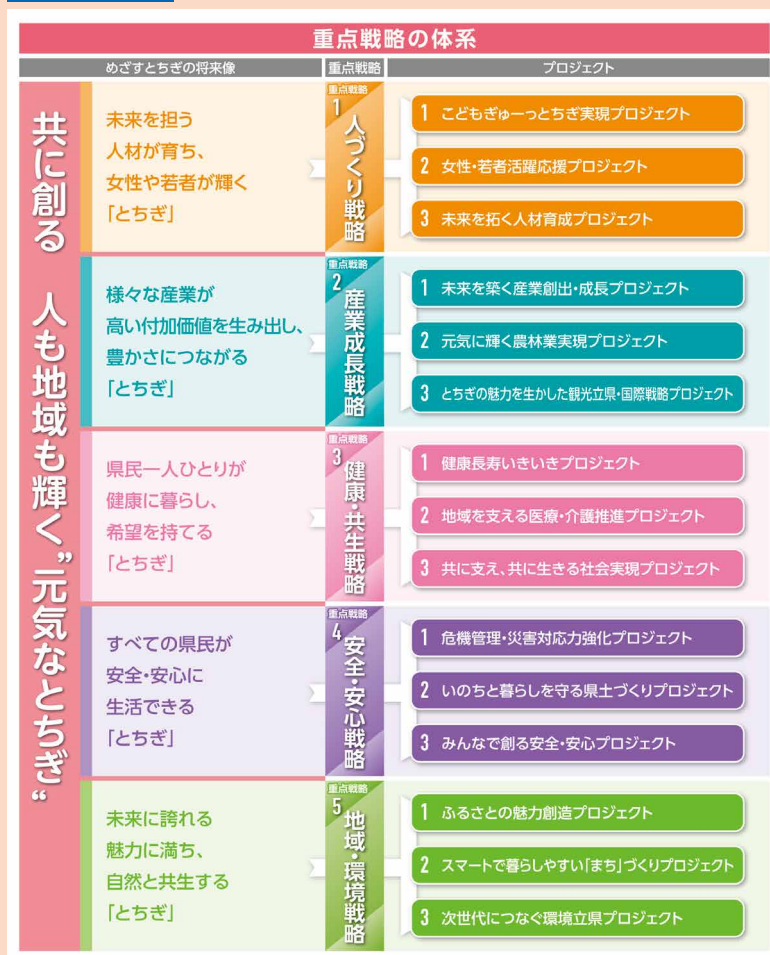 重点戦略の体系
めざすとちぎの将来像
重点戦略
プロジェクト
共に創る 人も地域も輝く“元気なとちぎ”
未来を担う
人材が育ち、
女性や若者が輝く
「とちぎ」
重点戦略
1
人づくり戦略
1 こどもぎゅーっとちぎ実現プロジェクト
2 女性・若者活躍応援プロジェクト
3 未来を拓く人材育成プロジェクト
様々な産業が
高い付加価値を生み出し、
豊かさにつながる
「とちぎ」
重点戦略
2
産業成長戦略
1 未来を築く産業創出・成長プロジェクト
2 元気に輝く農林業実現プロジェクト
3 とちぎの魅力を生かした観光立県・国際戦略プロジェクト
県民一人ひとりが
健康に暮らし、
希望を持てる
「とちぎ」
重点戦略
3
健康・共生戦略
1 健康長寿いきいきプロジェクト
2 地域を支える医療・介護推進プロジェクト
3 共に支え、共に生きる社会実現プロジェクト
すべての県民が
安全・安心に
生活できる
「とちぎ」
重点戦略
4
安全・安心戦略
1 危機管理・災害対応力強化プロジェクト
2 いのちと暮らしを守る県土づくりプロジェクト
3 みんなで創る安全・安心プロジェクト
未来に誇れる
魅力に満ち、
自然と共生する
「とちぎ」
重点戦略
5
地域・環境戦略
1 ふるさとの魅力創造プロジェクト
2 スマートで暮らしやすい「まち」づくりプロジェクト
3 次世代につなぐ環境立県プロジェクト